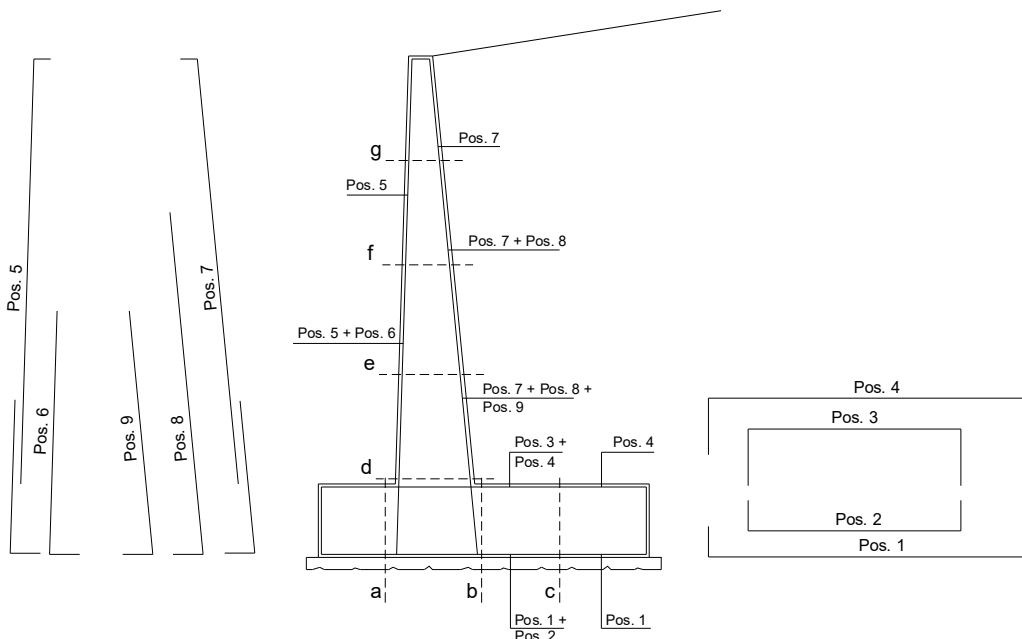 Pos. 5
Pos. 6
Pos. 9
Pos. 8
Pos. 7
g
Pos. 7
Pos. 5
f
Pos. 7 + Pos. 8
Pos. 5 + Pos. 6
e
Pos. 7 + Pos. 8 +
Pos. 9
d
Pos. 3 +
Pos. 4
Pos. 4
a
b
c
Pos. 1 +
Pos. 2
Pos. 1
Pos. 4
Pos. 3
Pos. 2
Pos. 1